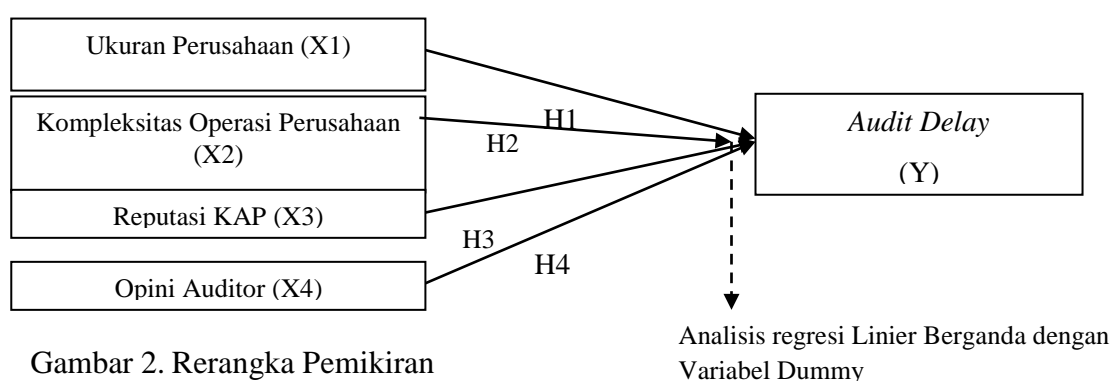 Ukuran Perusahaan (X1)
Kompleksitas Operasi Perusahaan
(X2)
Reputasi KAP (X3)
Opini Auditor (X4)
H1
H2
H3
H4
Audit Delay
(Y)
Analisis regresi Linier Berganda dengan
Variabel Dummy
Gambar 2. Rerangka Pemikiran